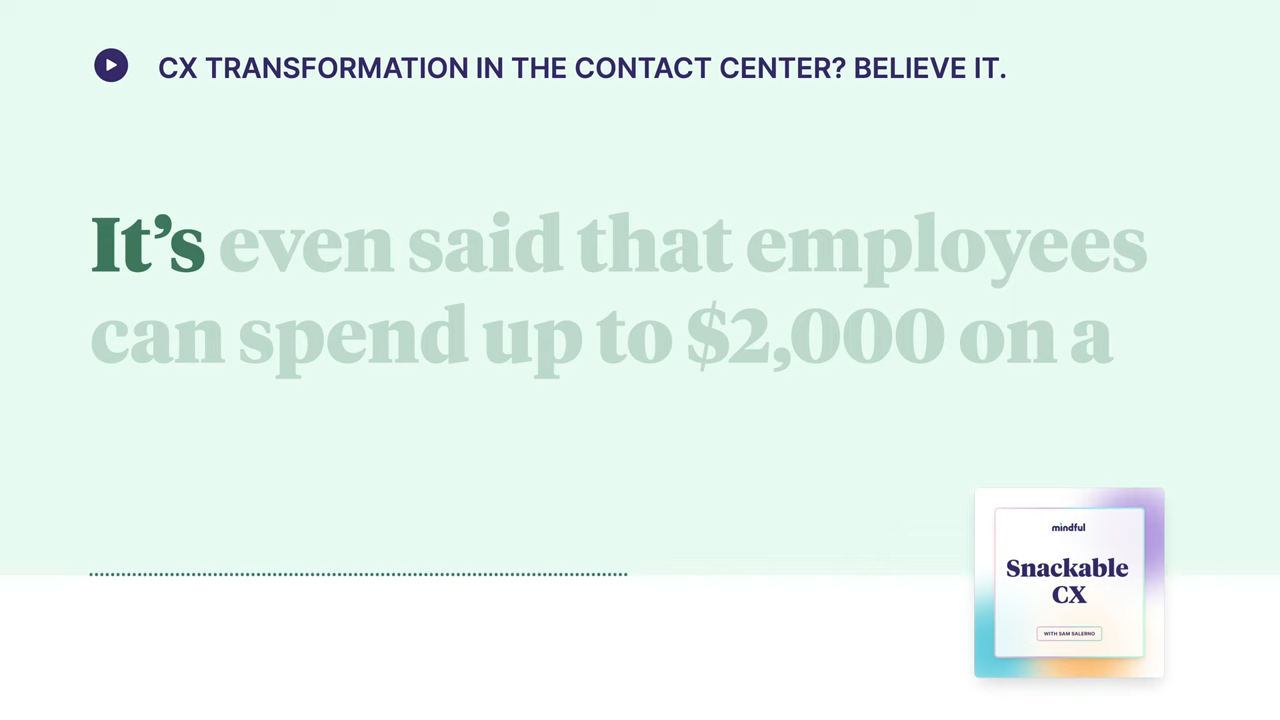 CX TRANSFORMATION IN THE CONTACT CENTER? BELIEVE IT.
It’s even said that employees
can spend up to $2,000 on a
mindful
Snackable
CX
WITH SAM SALERNO